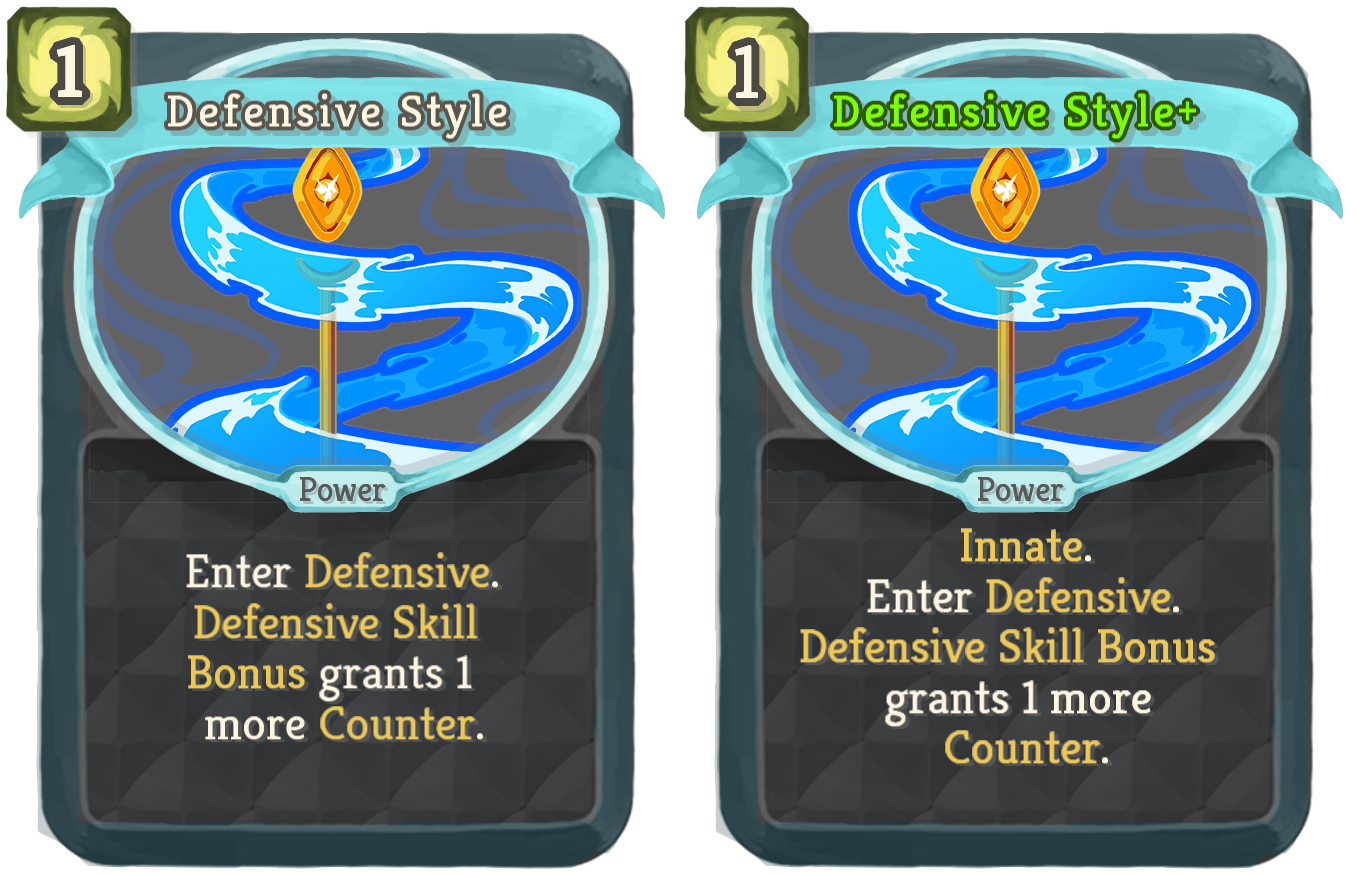 1
Defensive Style
Power
Enter Defensive.
Defensive Skill
Bonus grants 1
more Counter.
1
Defensive Style+
Power
Innate.
Enter Defensive.
Defensive Skill Bonus
grants 1 more
Counter.